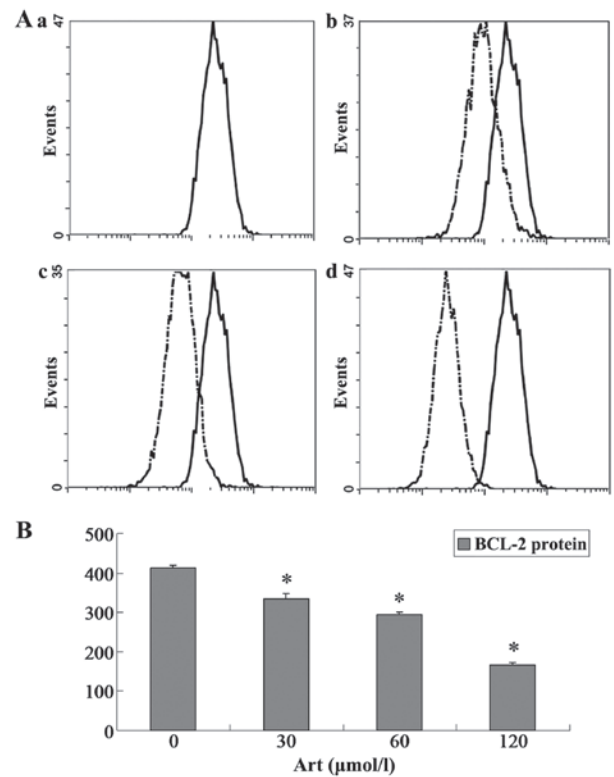 A a
47
Events
0
b
37
Events
0
c
35
Events
0
d
47
Events
0
B
500
400
300
200
100
0
BCL-2 protein
*
*
*
0 30 60 120
Art (μmol/l)